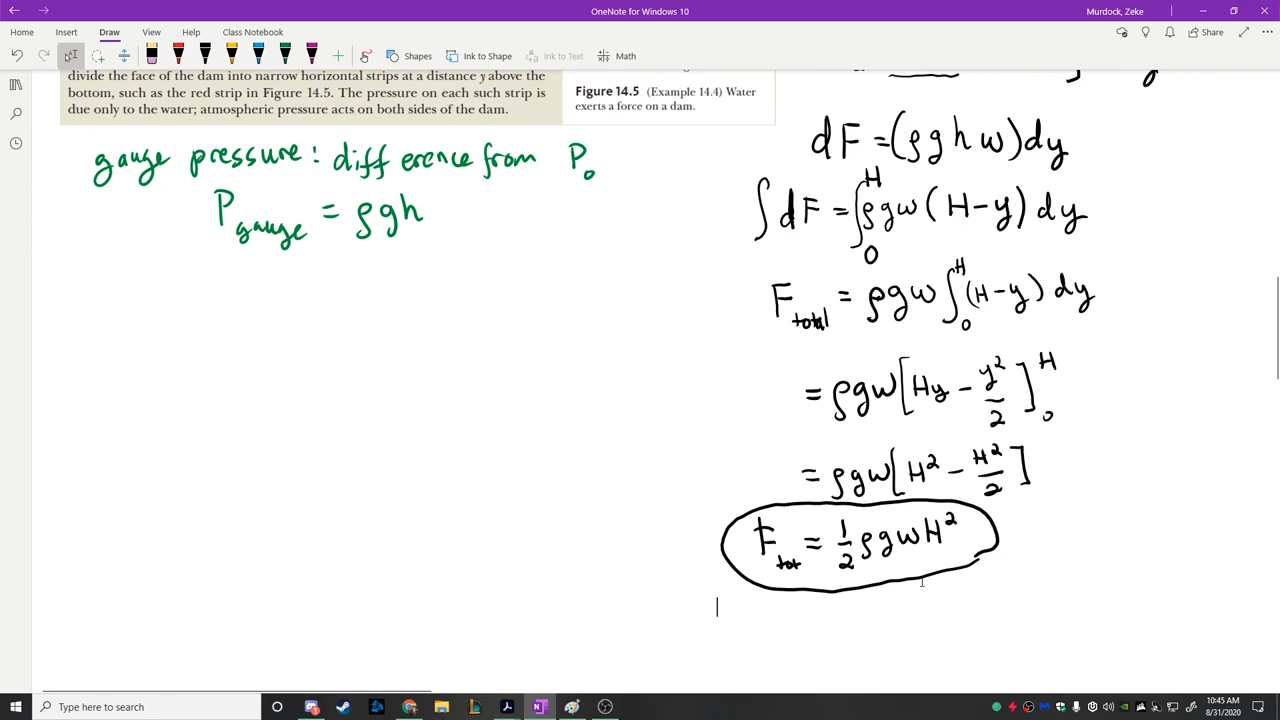 OneNote for Windows 10
Murdock, Zeke
Home Insert Draw View Help Class Notebook
Share
Shapes Ink to Shape Ink to Text Math
divide the face of the dam into narrow horizontal strips at a distance y above the
bottom, such as the red strip in Figure 14.5. The pressure on each such strip is
due only to the water; atmospheric pressure acts on both sides of the dam.
Figure 14.5 (Example 14.4) Water
exerts a force on a dam.
gauge pressure: difference from P₀
P_gauge = ρgh
dF = (ρghw)dy
∫dF = ∫₀ᴴ ρgw(H-y) dy
F_total = ρgw ∫₀ᴴ (H-y) dy
= ρgw[Hy - y²/2]₀ᴴ
= ρgw[H² - H²/2]
F_tot = 1/2 ρgwH²
Type here to search
10:45 AM
8/31/2020